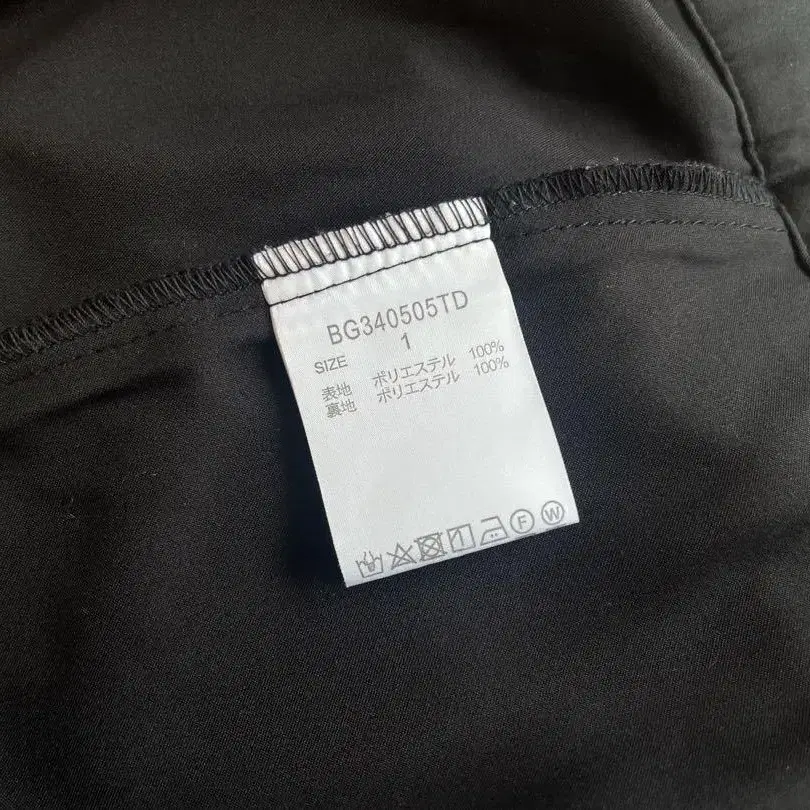 BG340505TD
SIZE 1
表地 ポリエステル 100%
裏地 ポリエステル 100%
F W